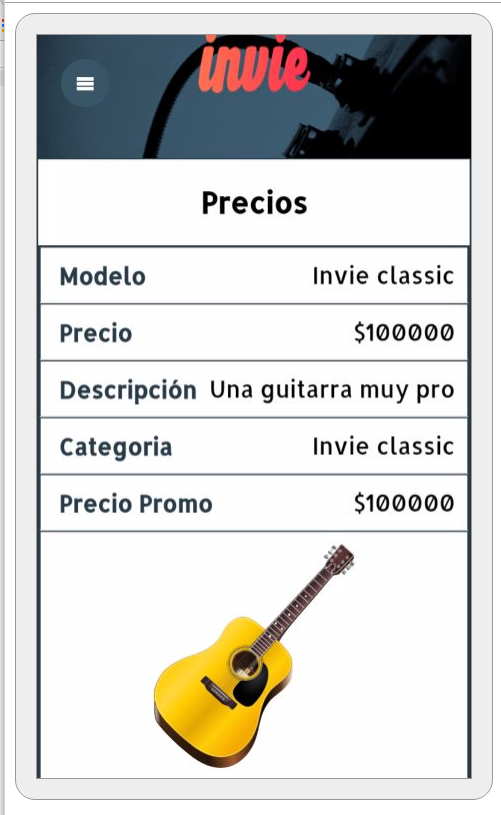 invie
Precios
Modelo Invie classic
Precio $100000
Descripción Una guitarra muy pro
Categoria Invie classic
Precio Promo $100000